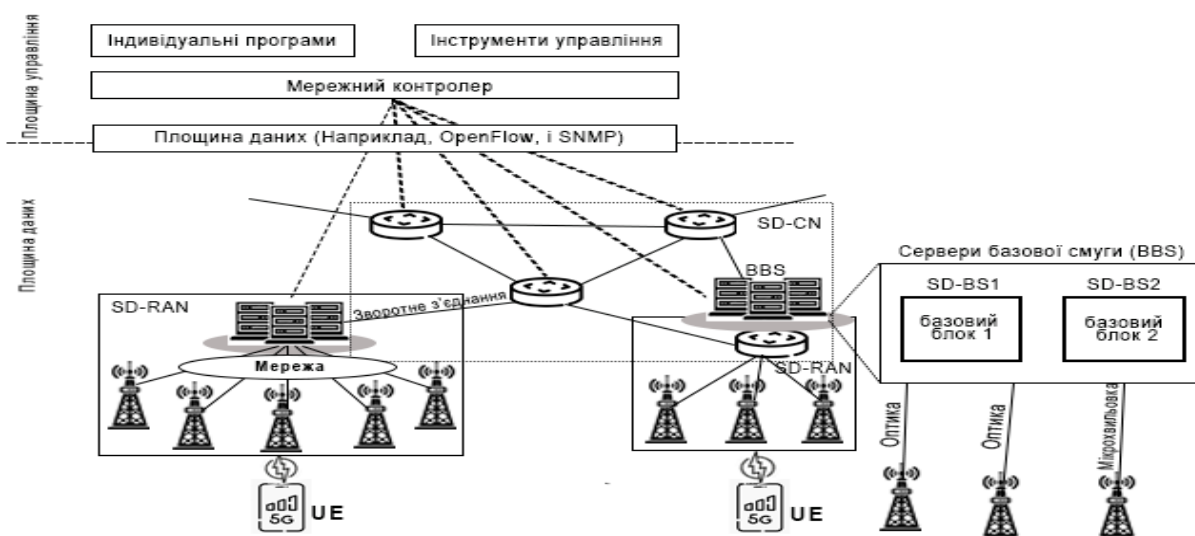 Площина управління
Індивідуальні програми
Інструменти управління
Мережний контролер
Площина даних (Наприклад, OpenFlow, і SNMP)
Площина даних
SD-CN
Сервери базової смуги (BBS)
BBS
SD-BS1
SD-BS2
базовий
блок 1
базовий
блок 2
SD-RAN
Зворотне з'єднання
Мережа
SD-RAN
Оптика
Оптика
Мікрохвильовка
5G
UE
5G
UE